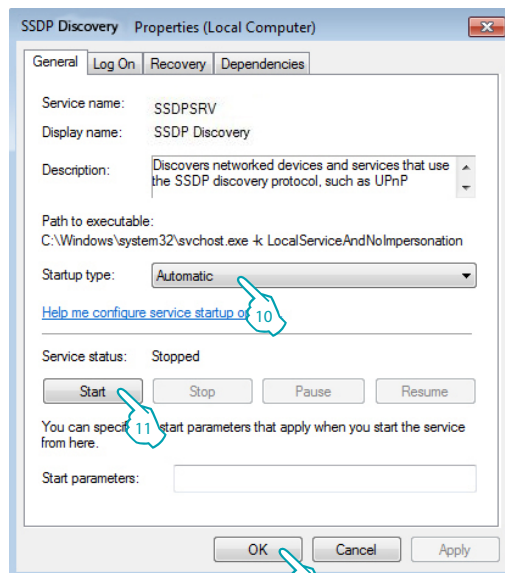 SSDP Discovery Properties (Local Computer)
General Log On Recovery Dependencies
Service name: SSDPSRV
Display name: SSDP Discovery
Description: Discovers networked devices and services that use
the SSDP discovery protocol, such as UPnP
Path to executable:
C:\Windows\system32\svchost.exe -k LocalServiceAndNoImpersonation
Startup type: Automatic
Help me configure service startup
10
Service status: Stopped
Start Stop Pause Resume
11
You can start parameters that apply when you start the service
from here.
Start parameters:
OK Cancel Apply